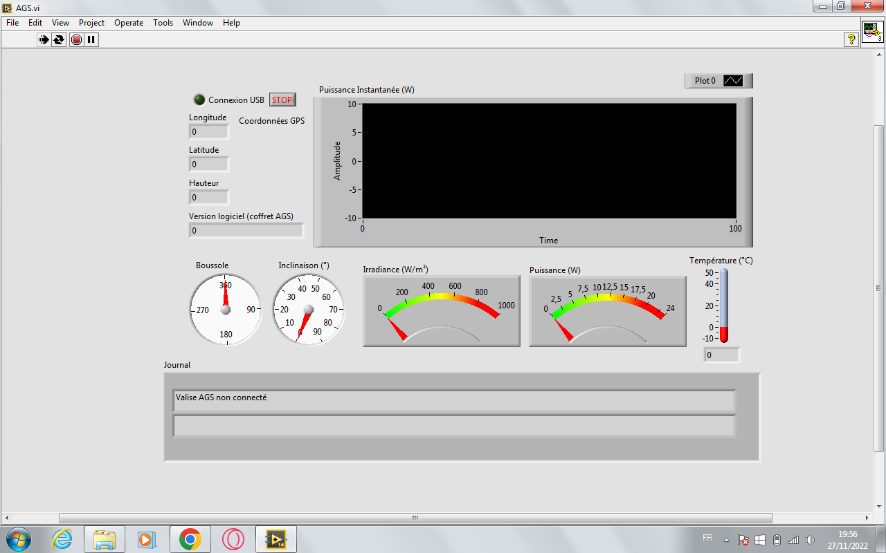 AGS.vi
File Edit View Project Operate Tools Window Help
3
Plot 0
Puissance Instantanée (W)
Connexion USB STOP
Longitude
Coordonnées GPS
0
Latitude
0
Hauteur
0
Version logiciel (coffret AGS)
0
Amplitude
10
5
0
-5
-10
0 100
Time
Boussole
360
270 90
180
Inclinaison (°)
0 10 20 30 40 50 60 70 80 90
Irradiance (W/m²)
0 200 400 600 800 1000
Puissance (W)
0 2,5 5 7,5 10 12,5 15 17,5 20 24
Température (°C)
50
40
20
0
-10
0
Journal
Valise AGS non connecté
FR
19:56
27/11/2022